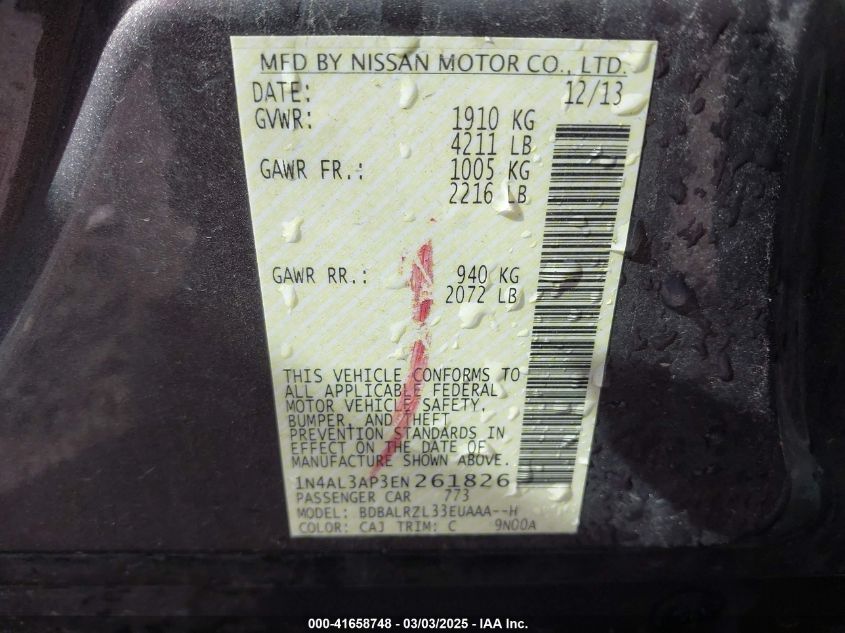 MFD BY NISSAN MOTOR CO., LTD.
DATE: 12/13
GVWR: 1910 KG
4211 LB
GAWR FR.: 1005 KG
2216 LB
GAWR RR.: 940 KG
2072 LB
THIS VEHICLE CONFORMS TO
ALL APPLICABLE FEDERAL
MOTOR VEHICLE SAFETY,
BUMPER, AND THEFT
PREVENTION STANDARDS IN
EFFECT ON THE DATE OF
MANUFACTURE SHOWN ABOVE.
1N4AL3AP3EN261826
PASSENGER CAR 773
MODEL: BDBALRZL33EUAAA--H
COLOR: CAJ TRIM: C 9N00A
000-41658748 - 03/03/2025 - IAA Inc.